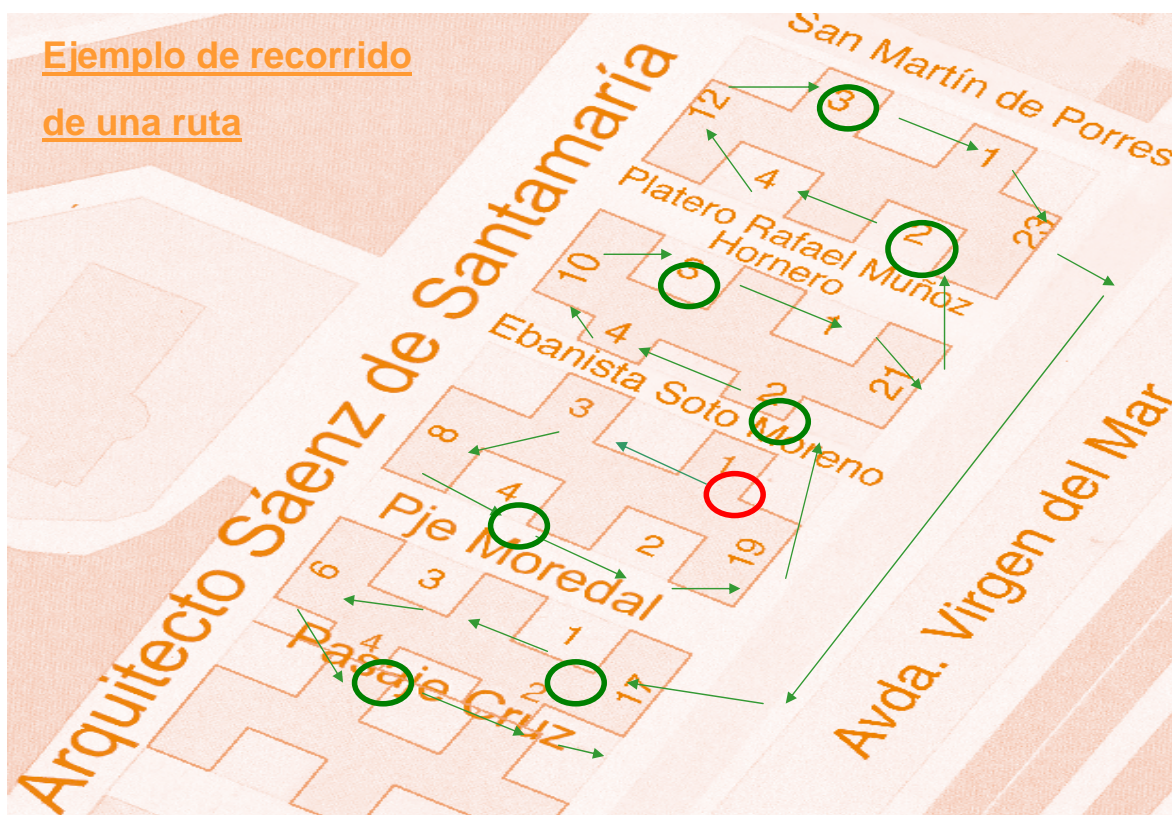 Ejemplo de recorrido
de una ruta
San Martín de Porres
12
3
1
4
2
23
Platero Rafael Muñoz
Hornero
10
3
1
4
2
21
Ebanista Soto Moreno
8
3
1
4
2
19
Pje Moredal
6
3
1
4
2
17
Pasaje Cruz
Arquitecto Sáenz de Santamaría
Avda. Virgen del Mar